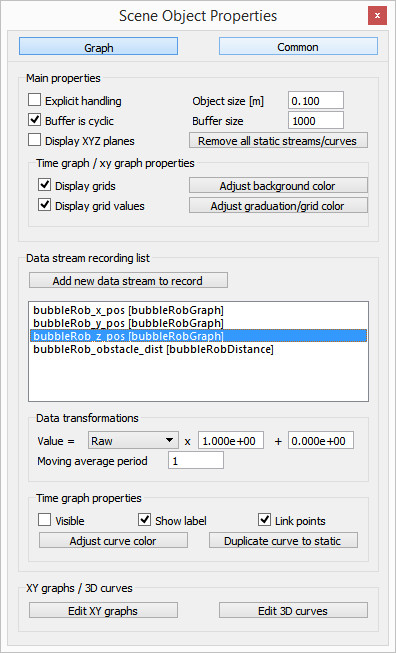 Scene Object Properties
x
Graph Common
Main properties
Explicit handling Object size [m] 0.100
Buffer is cyclic Buffer size 1000
Display XYZ planes Remove all static streams/curves
Time graph / xy graph properties
Display grids Adjust background color
Display grid values Adjust graduation/grid color
Data stream recording list
Add new data stream to record
bubbleRob_x_pos [bubbleRobGraph]
bubbleRob_y_pos [bubbleRobGraph]
bubbleRob_z_pos [bubbleRobGraph]
bubbleRob_obstacle_dist [bubbleRobDistance]
Data transformations
Value = Raw x 1.000e+00 + 0.000e+00
Moving average period 1
Time graph properties
Visible Show label Link points
Adjust curve color Duplicate curve to static
XY graphs / 3D curves
Edit XY graphs Edit 3D curves